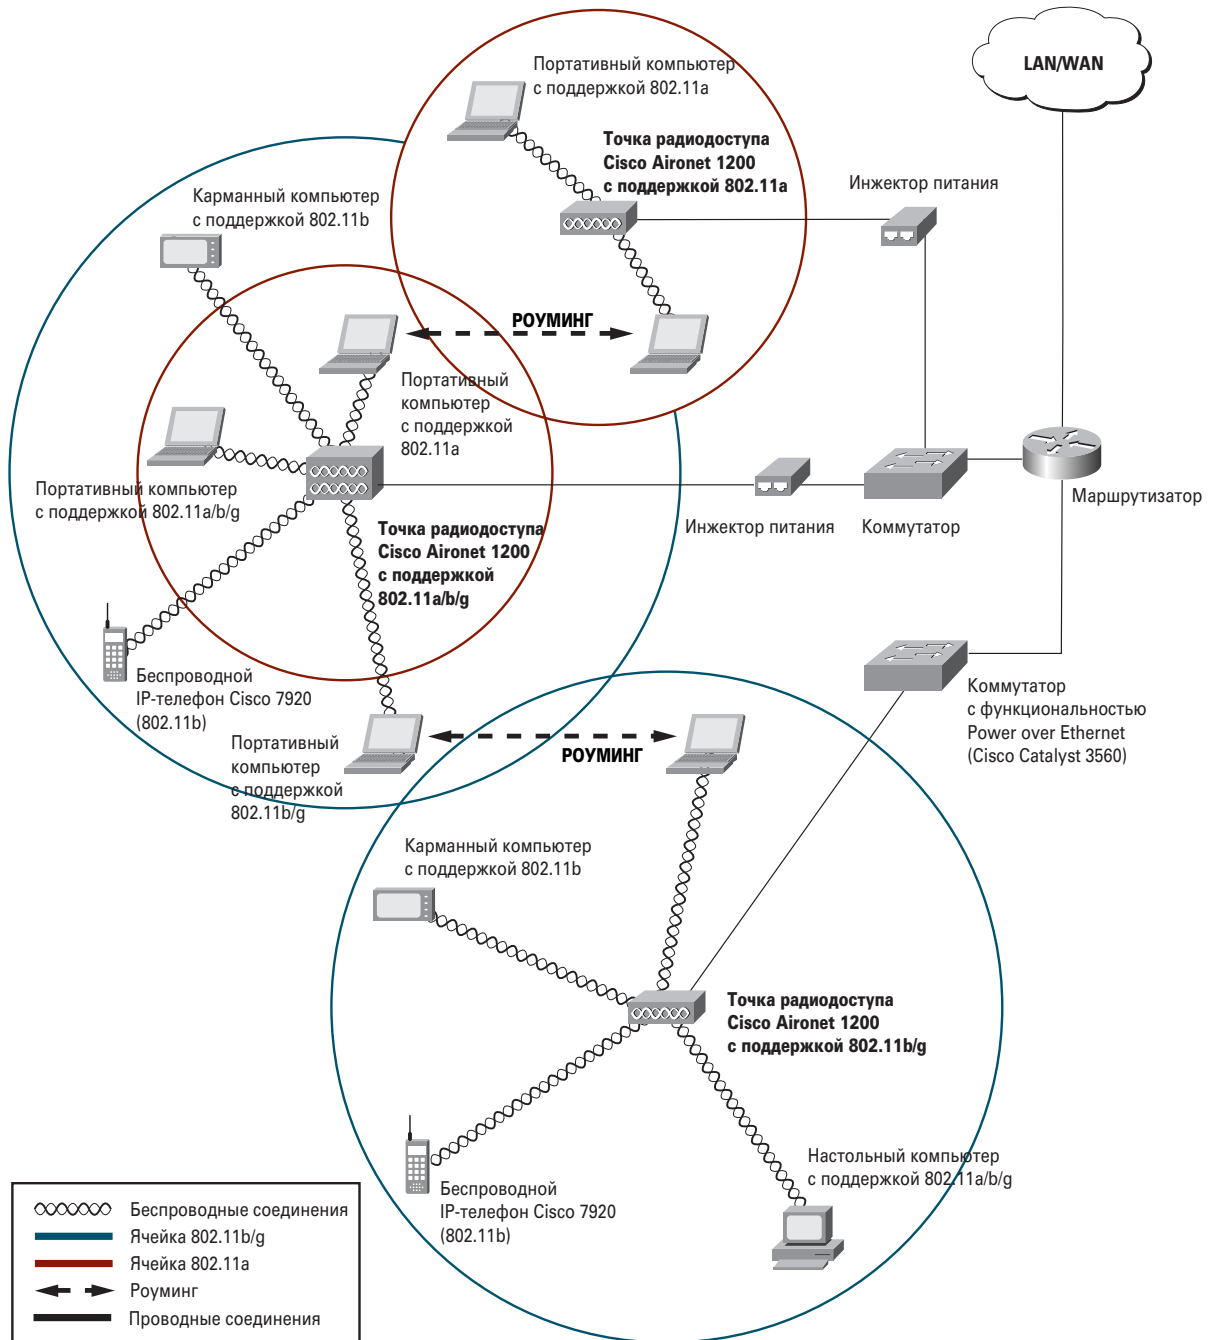 Портативный компьютер
с поддержкой 802.11a
LAN/WAN
Точка радиодоступа
Cisco Aironet 1200
с поддержкой 802.11a
Инжектор питания
Карманный компьютер
с поддержкой 802.11b
РОУМИНГ
Портативный
компьютер
с поддержкой
802.11a
Портативный компьютер
с поддержкой 802.11a/b/g
Точка радиодоступа
Cisco Aironet 1200
с поддержкой
802.11a/b/g
Инжектор питания
Коммутатор
Маршрутизатор
Беспроводной
IP-телефон Cisco 7920
(802.11b)
Коммутатор
с функциональностью
Power over Ethernet
(Cisco Catalyst 3560)
Портативный
компьютер
с поддержкой
802.11b/g
РОУМИНГ
Карманный компьютер
с поддержкой 802.11b
Точка радиодоступа
Cisco Aironet 1200
с поддержкой 802.11b/g
Настольный компьютер
с поддержкой 802.11a/b/g
Беспроводной
IP-телефон Cisco 7920
(802.11b)
Беспроводные соединения
Ячейка 802.11b/g
Ячейка 802.11a
Роуминг
Проводные соединения